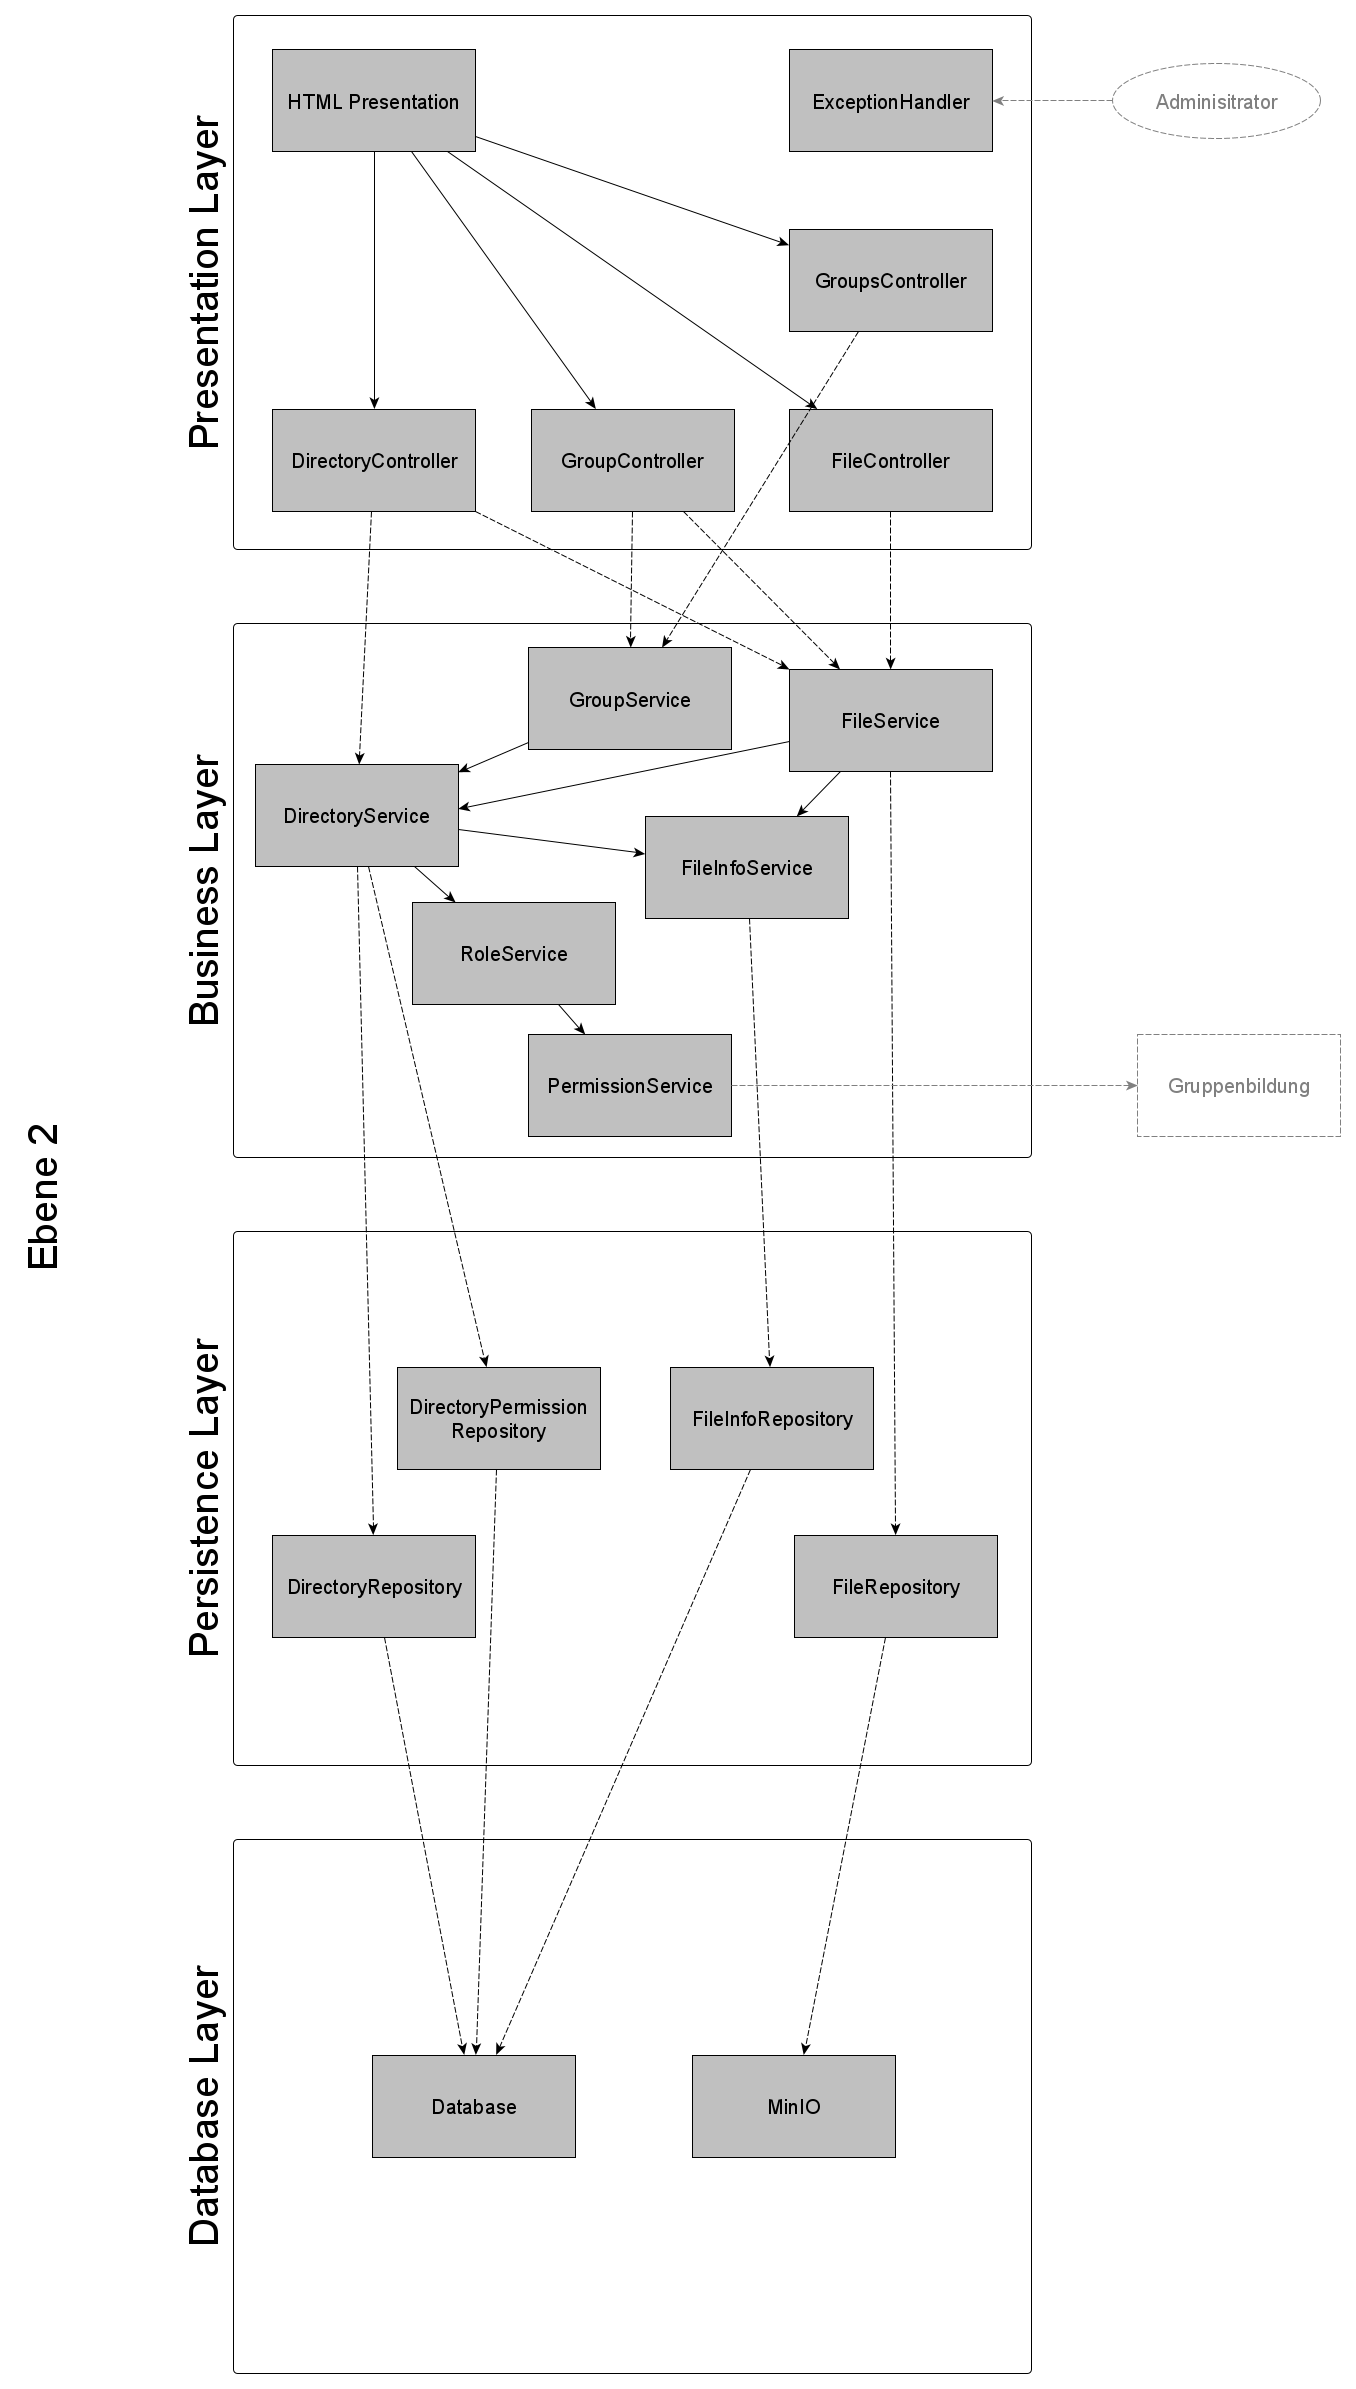 Ebene 2
Presentation Layer
HTML Presentation
ExceptionHandler
Adminisitrator
GroupsController
DirectoryController
GroupController
FileController
Business Layer
GroupService
FileService
DirectoryService
FileInfoService
RoleService
PermissionService
Gruppenbildung
Persistence Layer
DirectoryPermission
Repository
FileInfoRepository
DirectoryRepository
FileRepository
Database Layer
Database
MinIO